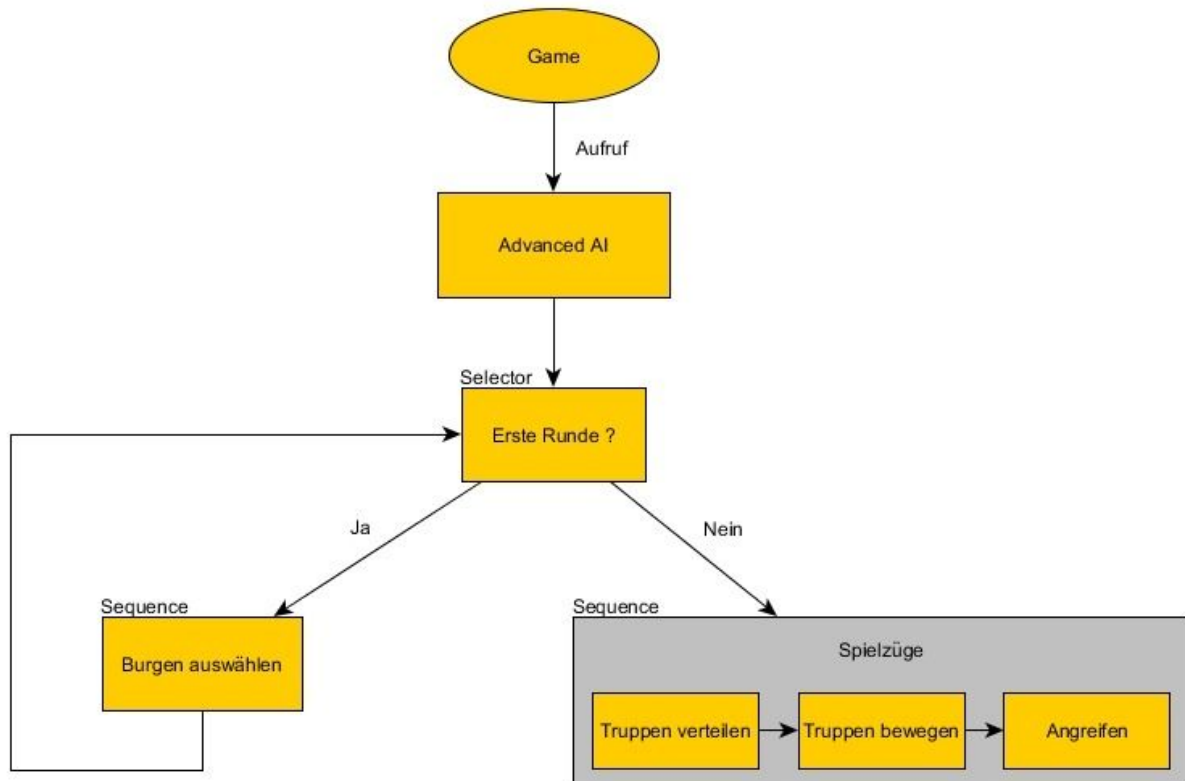 Game
Aufruf
Advanced AI
Selector
Erste Runde ?
Ja
Nein
Sequence
Burgen auswählen
Sequence
Spielzüge
Truppen verteilen
Truppen bewegen
Angreifen